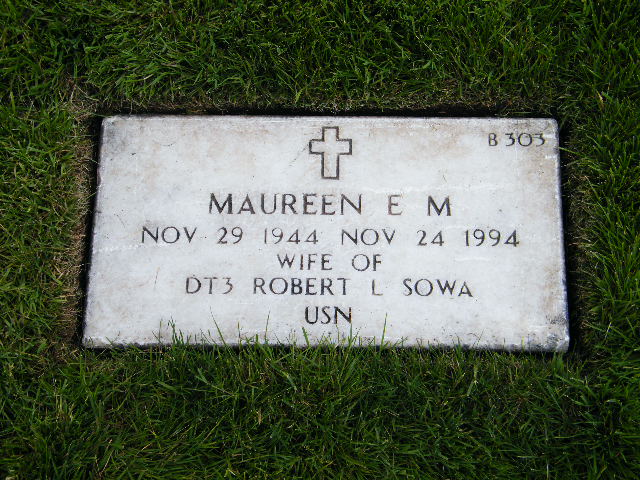 B 303
MAUREEN E M
NOV 29 1944 NOV 24 1994
WIFE OF
DT3 ROBERT L SOWA
USN